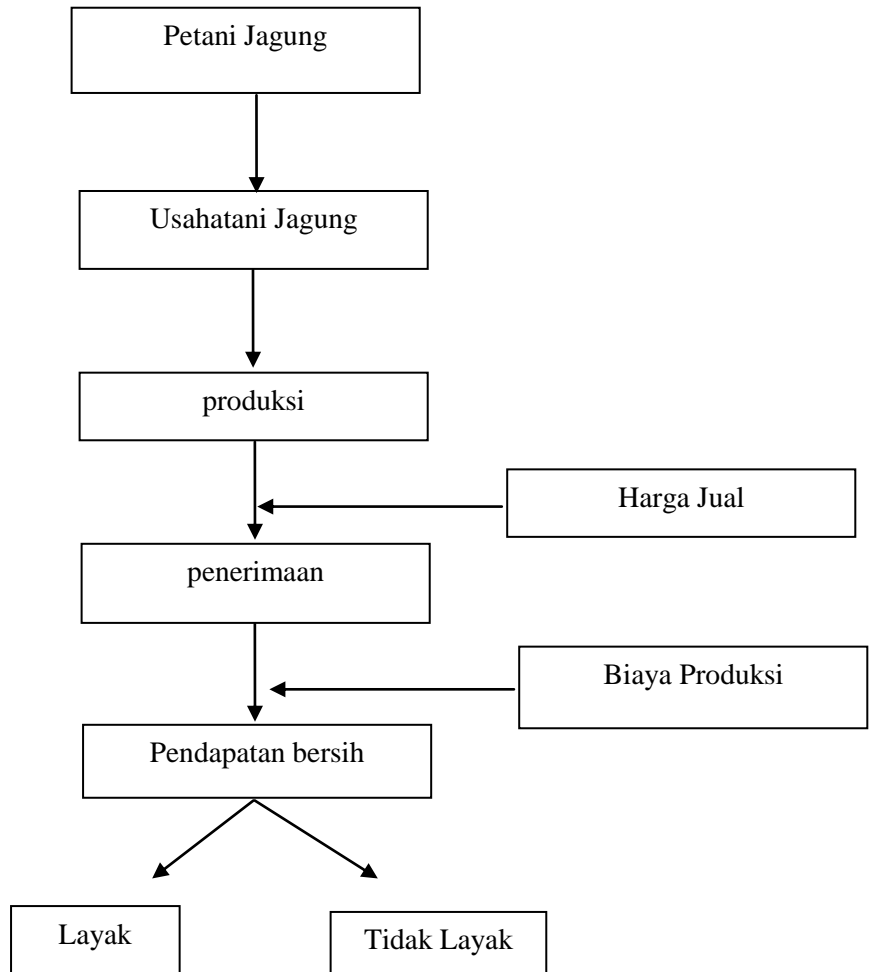 Petani Jagung
Usahatani Jagung
produksi
Harga Jual
penerimaan
Biaya Produksi
Pendapatan bersih
Layak
Tidak Layak